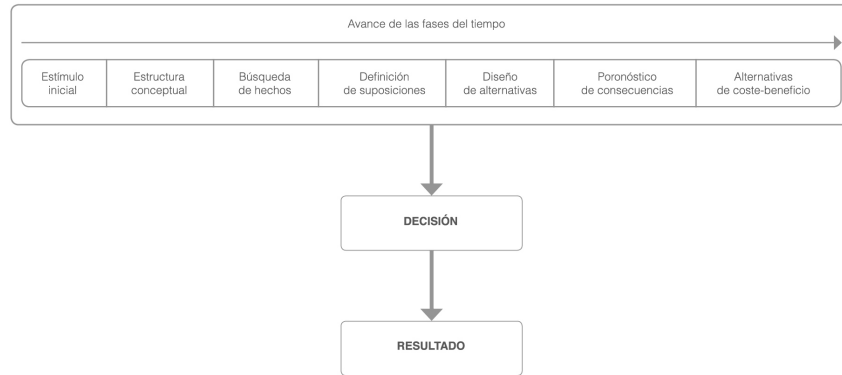 Avance de las fases del tiempo
Estímulo
inicial
Estructura
conceptual
Búsqueda
de hechos
Definición
de suposiciones
Diseño
de alternativas
Poronóstico
de consecuencias
Alternativas
de coste-beneficio
DECISIÓN
RESULTADO